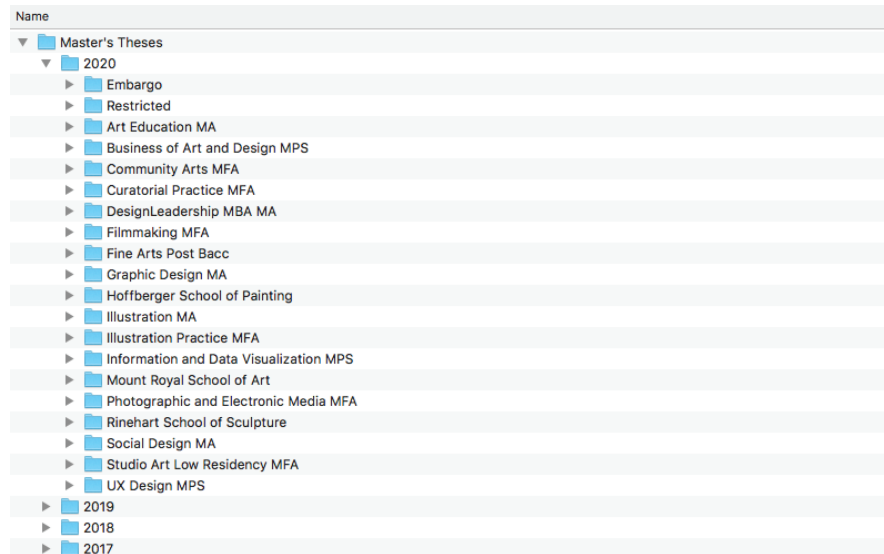 Name
Master's Theses
2020
Embargo
Restricted
Art Education MA
Business of Art and Design MPS
Community Arts MFA
Curatorial Practice MFA
DesignLeadership MBA MA
Filmmaking MFA
Fine Arts Post Bacc
Graphic Design MA
Hoffberger School of Painting
Illustration MA
Illustration Practice MFA
Information and Data Visualization MPS
Mount Royal School of Art
Photographic and Electronic Media MFA
Rinehart School of Sculpture
Social Design MA
Studio Art Low Residency MFA
UX Design MPS
2019
2018
2017